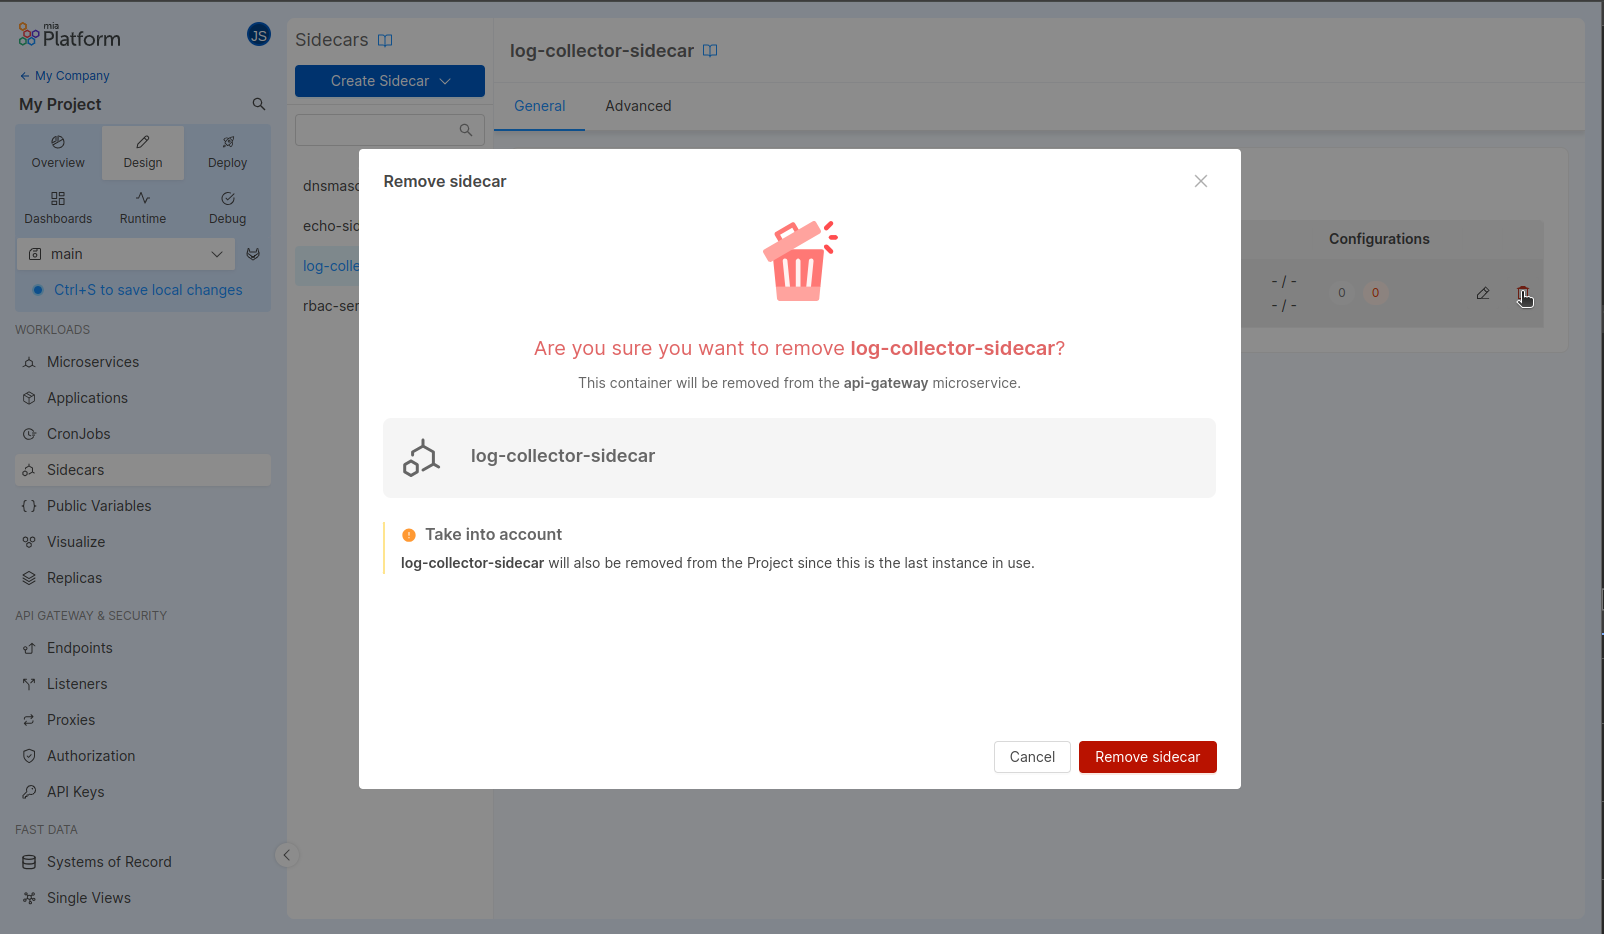 mia
Platform
JS
My Company
My Project
Overview
Design
Deploy
Dashboards
Runtime
Debug
main
Ctrl+S to save local changes
WORKLOADS
Microservices
Applications
CronJobs
Sidecars
Public Variables
Visualize
Replicas
API GATEWAY & SECURITY
Endpoints
Listeners
Proxies
Authorization
API Keys
FAST DATA
Systems of Record
Single Views
Sidecars
Create Sidecar
echo-sid
log-colle
rbac-ser
log-collector-sidecar
General
Advanced
Configurations
- / -
- / -
0
0
Remove sidecar
Are you sure you want to remove log-collector-sidecar?
This container will be removed from the api-gateway microservice.
log-collector-sidecar
Take into account
log-collector-sidecar will also be removed from the Project since this is the last instance in use.
Cancel
Remove sidecar